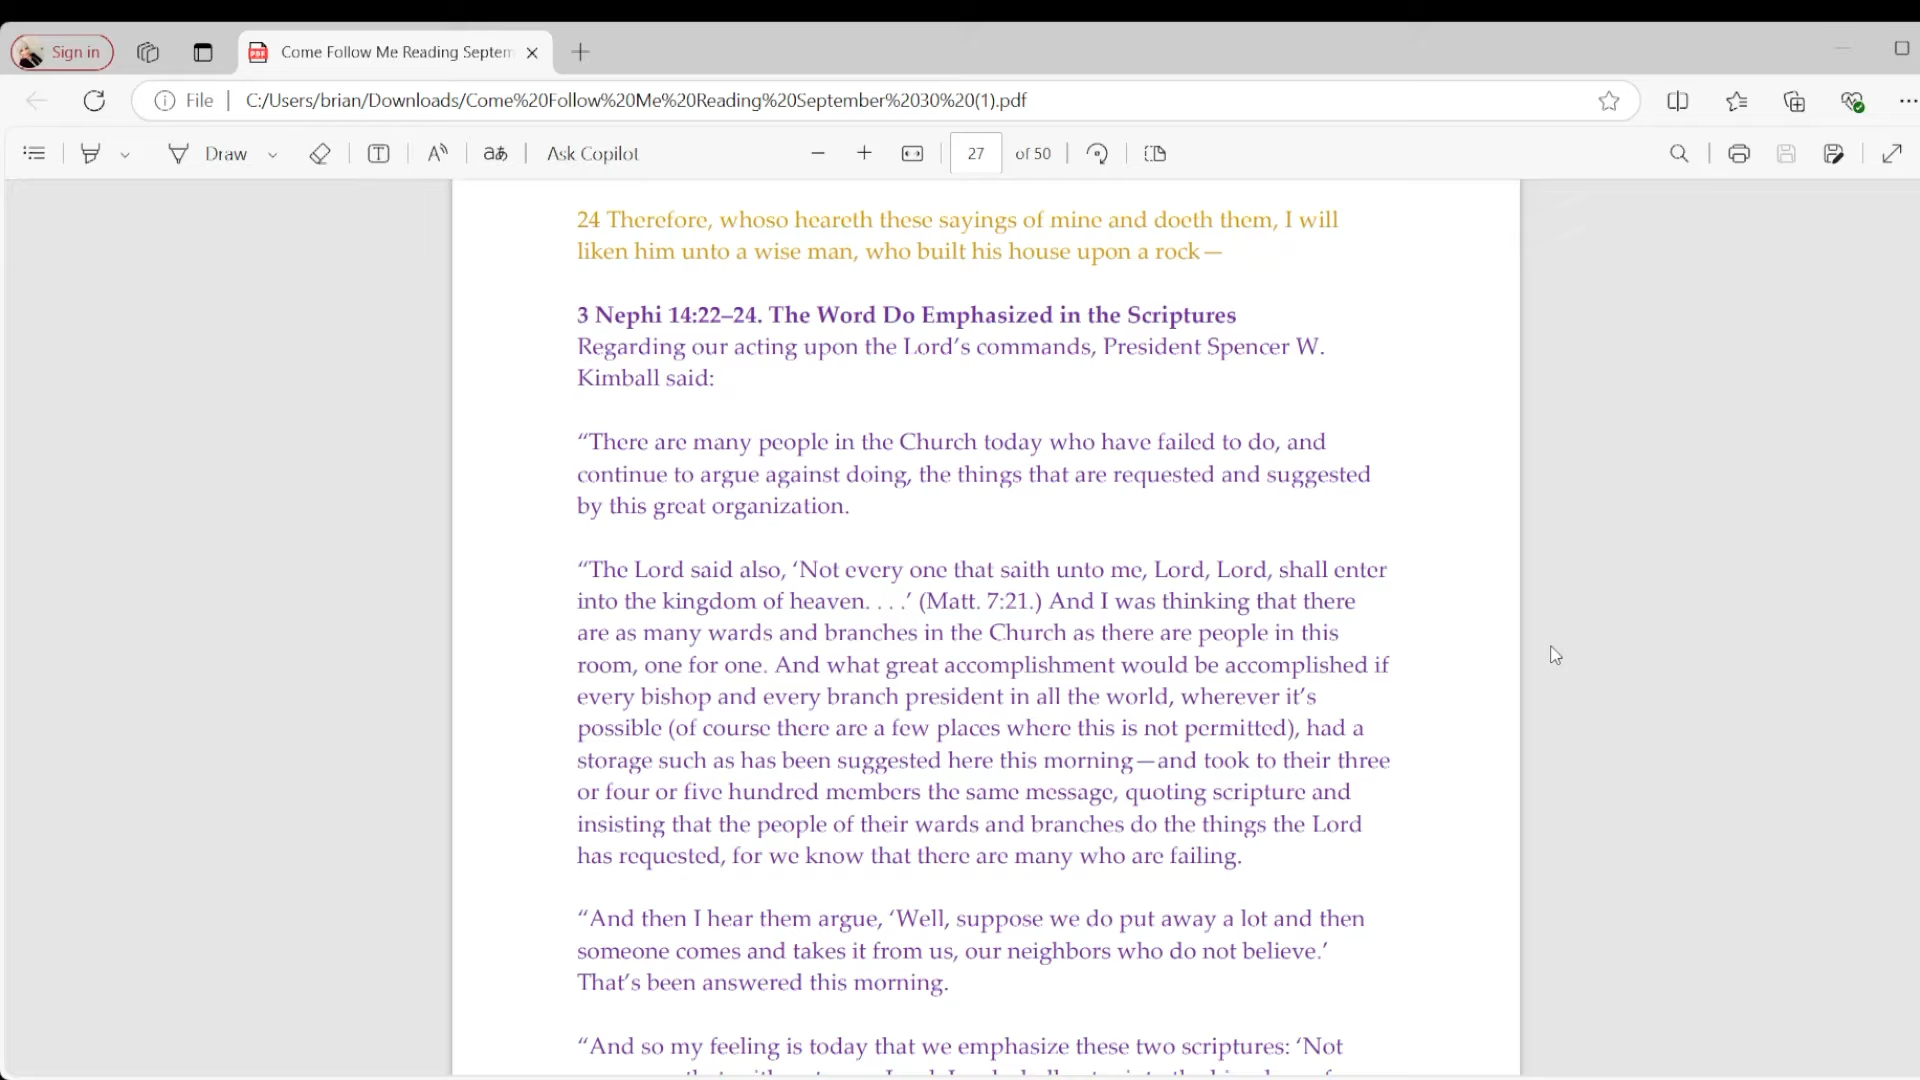 Sign in
Come Follow Me Reading Septem
File
C:/Users/brian/Downloads/Come%20Follow%20Me%20Reading%20September%2030%20(1).pdf
Draw
Ask Copilot
27
of 50
24 Therefore, whoso heareth these sayings of mine and doeth them, I will
liken him unto a wise man, who built his house upon a rock—
3 Nephi 14:22–24. The Word Do Emphasized in the Scriptures
Regarding our acting upon the Lord’s commands, President Spencer W.
Kimball said:
“There are many people in the Church today who have failed to do, and
continue to argue against doing, the things that are requested and suggested
by this great organization.
“The Lord said also, ‘Not every one that saith unto me, Lord, Lord, shall enter
into the kingdom of heaven. . . .’ (Matt. 7:21.) And I was thinking that there
are as many wards and branches in the Church as there are people in this
room, one for one. And what great accomplishment would be accomplished if
every bishop and every branch president in all the world, wherever it’s
possible (of course there are a few places where this is not permitted), had a
storage such as has been suggested here this morning—and took to their three
or four or five hundred members the same message, quoting scripture and
insisting that the people of their wards and branches do the things the Lord
has requested, for we know that there are many who are failing.
“And then I hear them argue, ‘Well, suppose we do put away a lot and then
someone comes and takes it from us, our neighbors who do not believe.’
That’s been answered this morning.
“And so my feeling is today that we emphasize these two scriptures: ‘Not